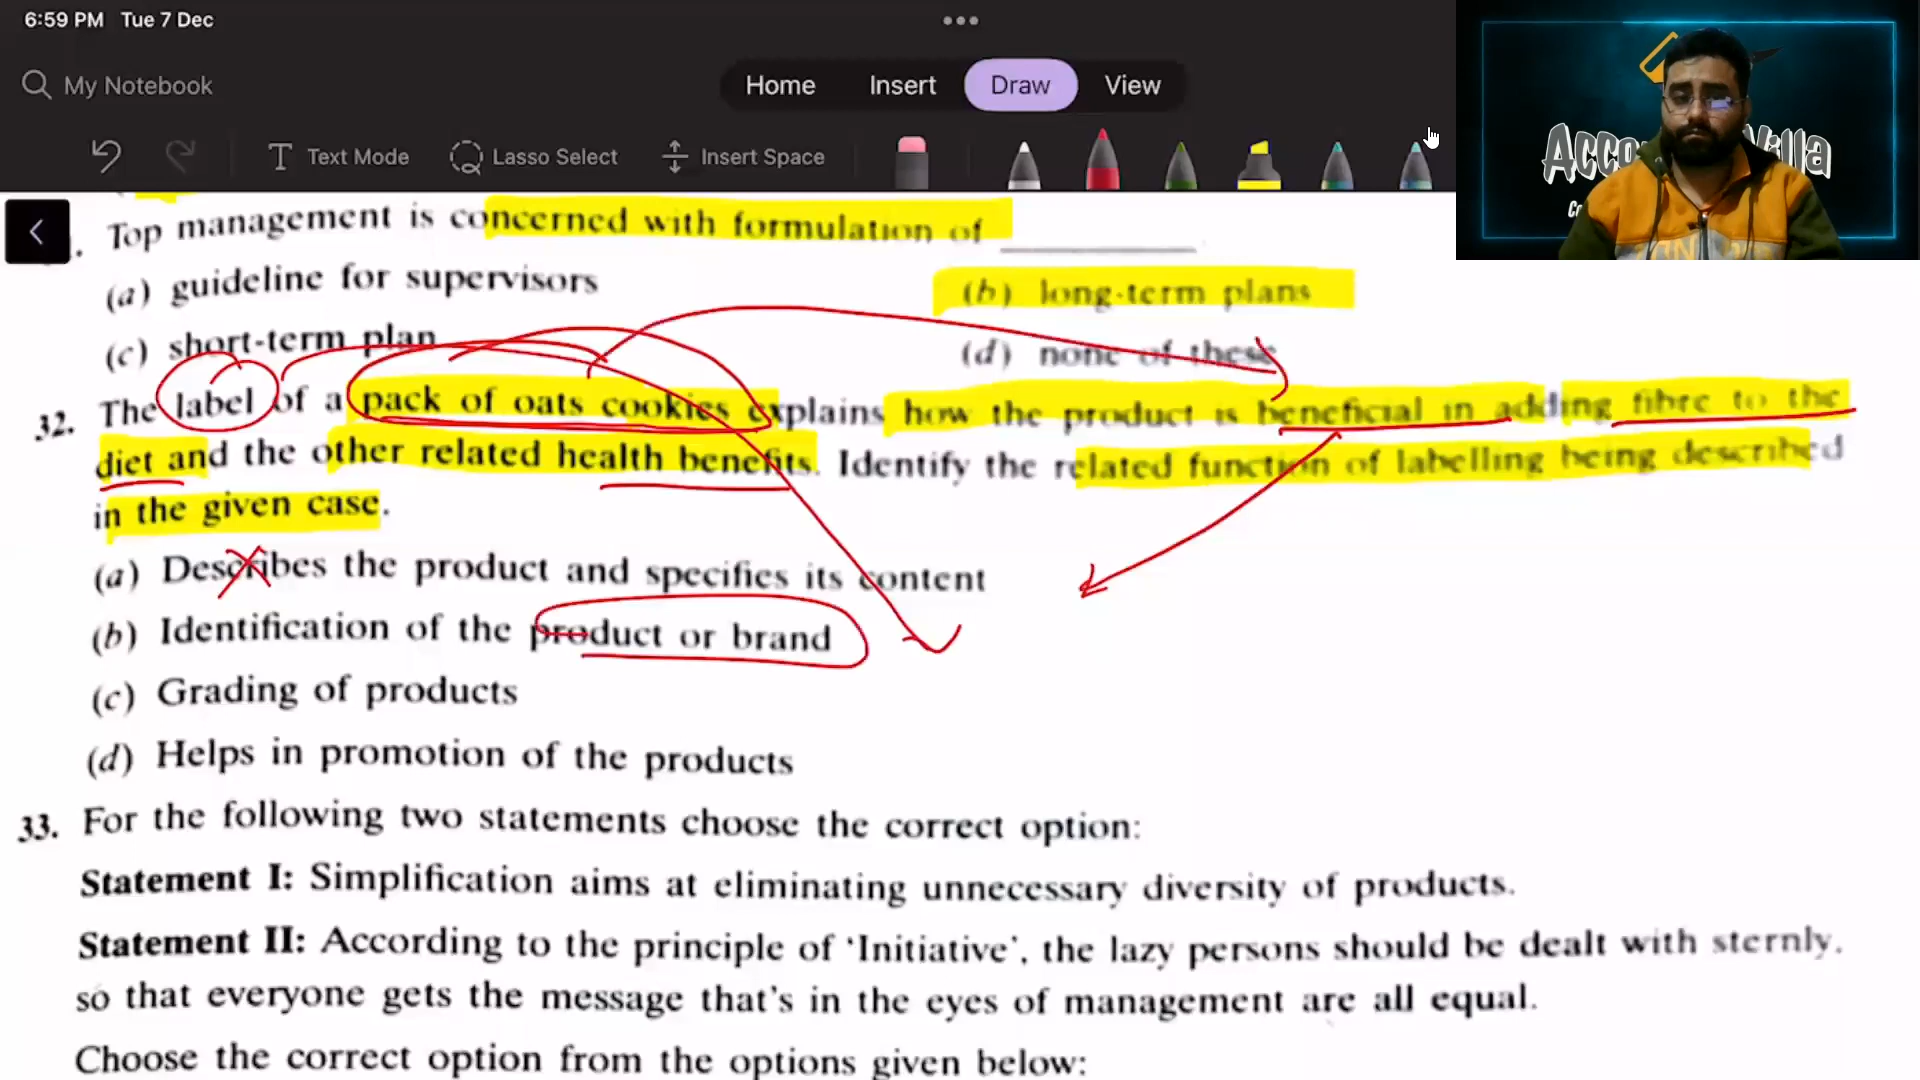 6:59 PM Tue 7 Dec
My Notebook
Home Insert Draw View
Text Mode Lasso Select Insert Space
. Top management is concerned with formulation of ____________
(a) guideline for supervisors (b) long-term plans
(c) short-term plan (d) none of these
32. The label of a pack of oats cookies explains how the product is beneficial in adding fibre to the
diet and the other related health benefits. Identify the related function of labelling being described
in the given case.
(a) Describes the product and specifies its content
(b) Identification of the product or brand
(c) Grading of products
(d) Helps in promotion of the products
33. For the following two statements choose the correct option:
Statement I: Simplification aims at eliminating unnecessary diversity of products.
Statement II: According to the principle of ‘Initiative’, the lazy persons should be dealt with sternly.
so that everyone gets the message that's in the eyes of management are all equal.
Choose the correct option from the options given below: